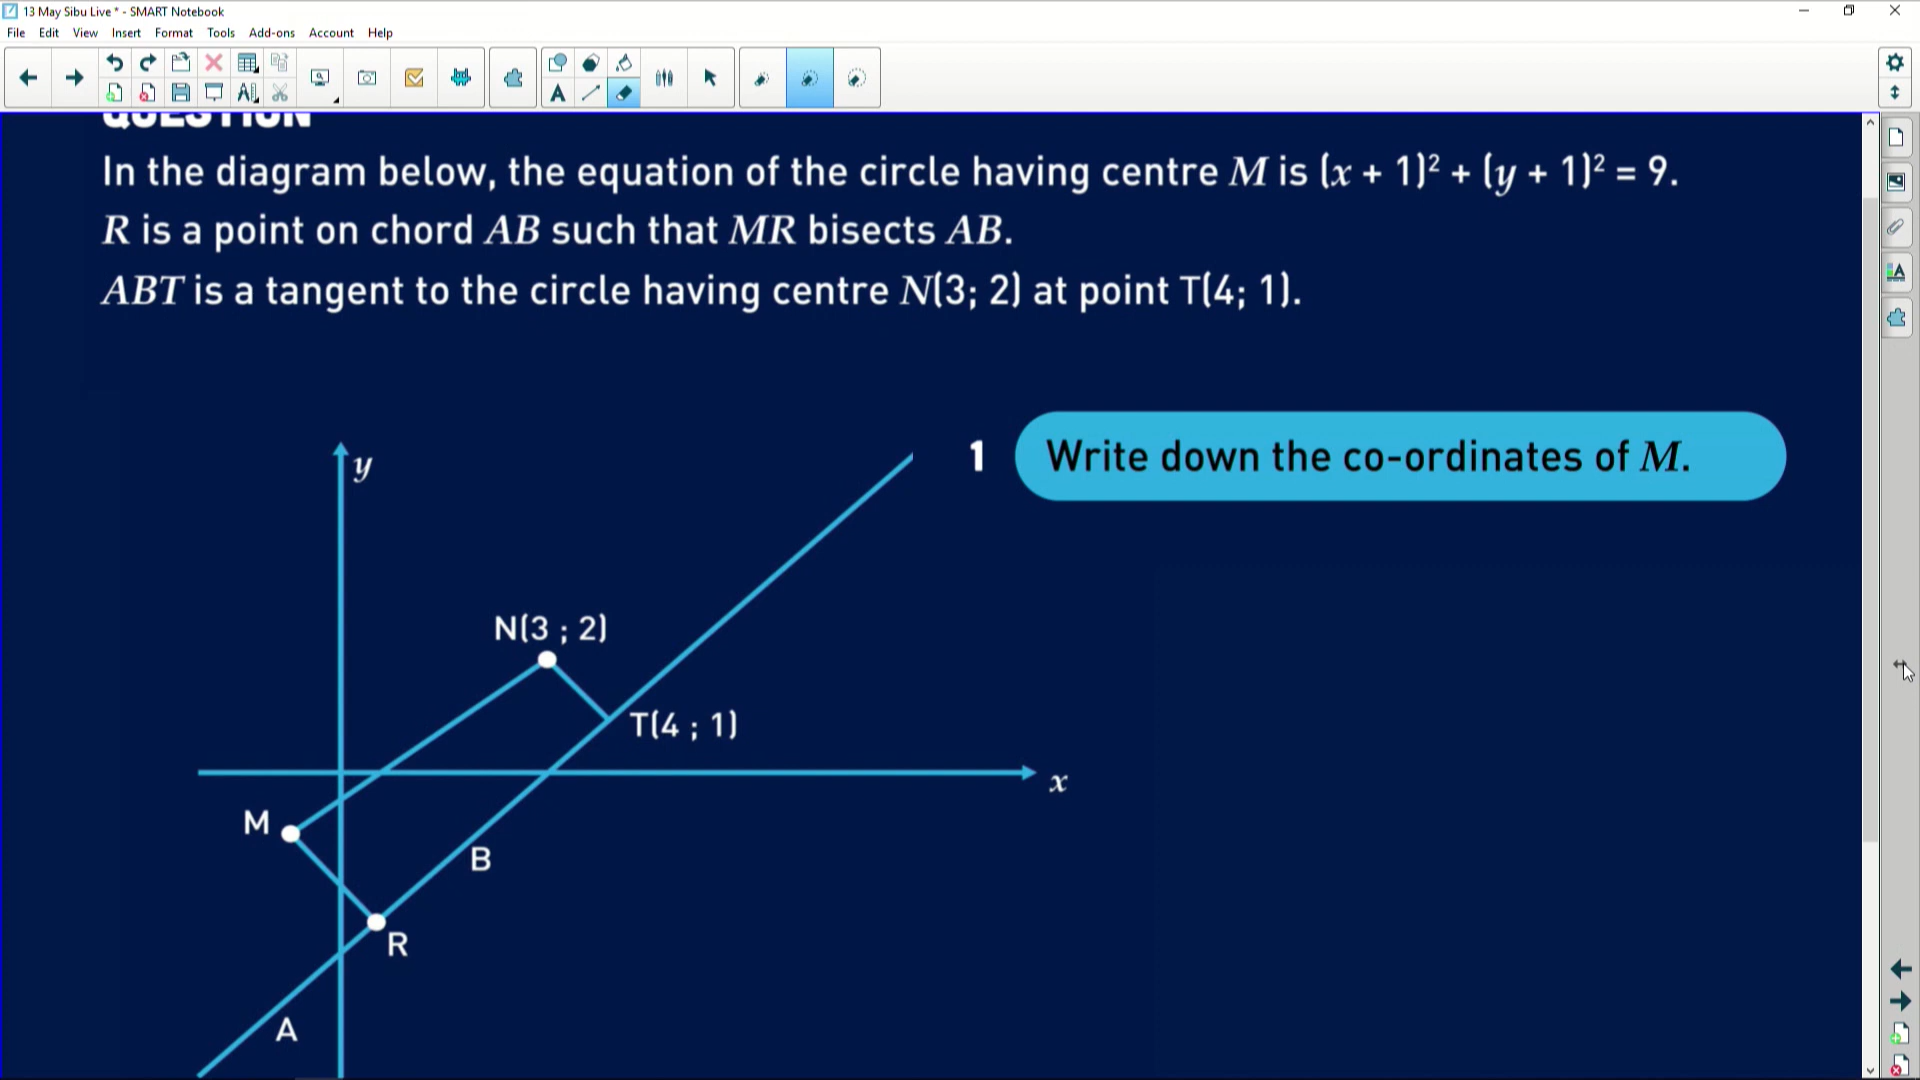 13 May Sibu Live * - SMART Notebook
File Edit View Insert Format Tools Add-ons Account Help
QUESTION
In the diagram below, the equation of the circle having centre M is (x + 1)² + (y + 1)² = 9.
R is a point on chord AB such that MR bisects AB.
ABT is a tangent to the circle having centre N(3; 2) at point T(4; 1).
1 Write down the co-ordinates of M.
y
N(3 ; 2)
T(4 ; 1)
x
M
B
R
A